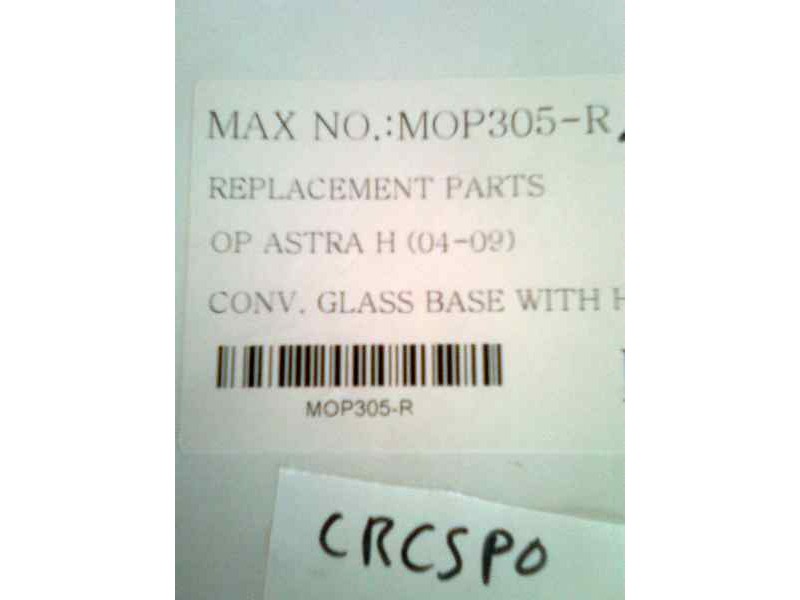 MAX NO.:MOP305-R
REPLACEMENT PARTS
OP ASTRA H (04-09)
CONV. GLASS BASE WITH
MOP305-R
CRCSPO